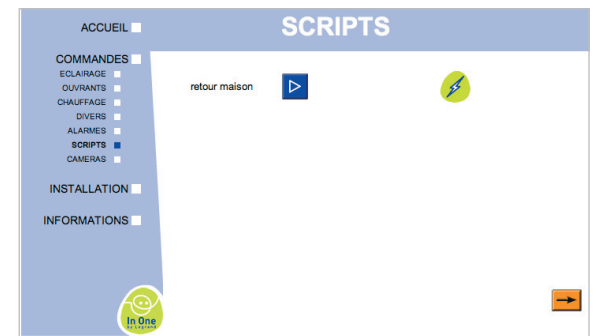 SCRIPTS
ACCUEIL
COMMANDES
ECLAIRAGE
OUVRANTS
CHAUFFAGE
DIVERS
ALARMES
SCRIPTS
CAMERAS
INSTALLATION
INFORMATIONS
retour maison
In One
by Legrand